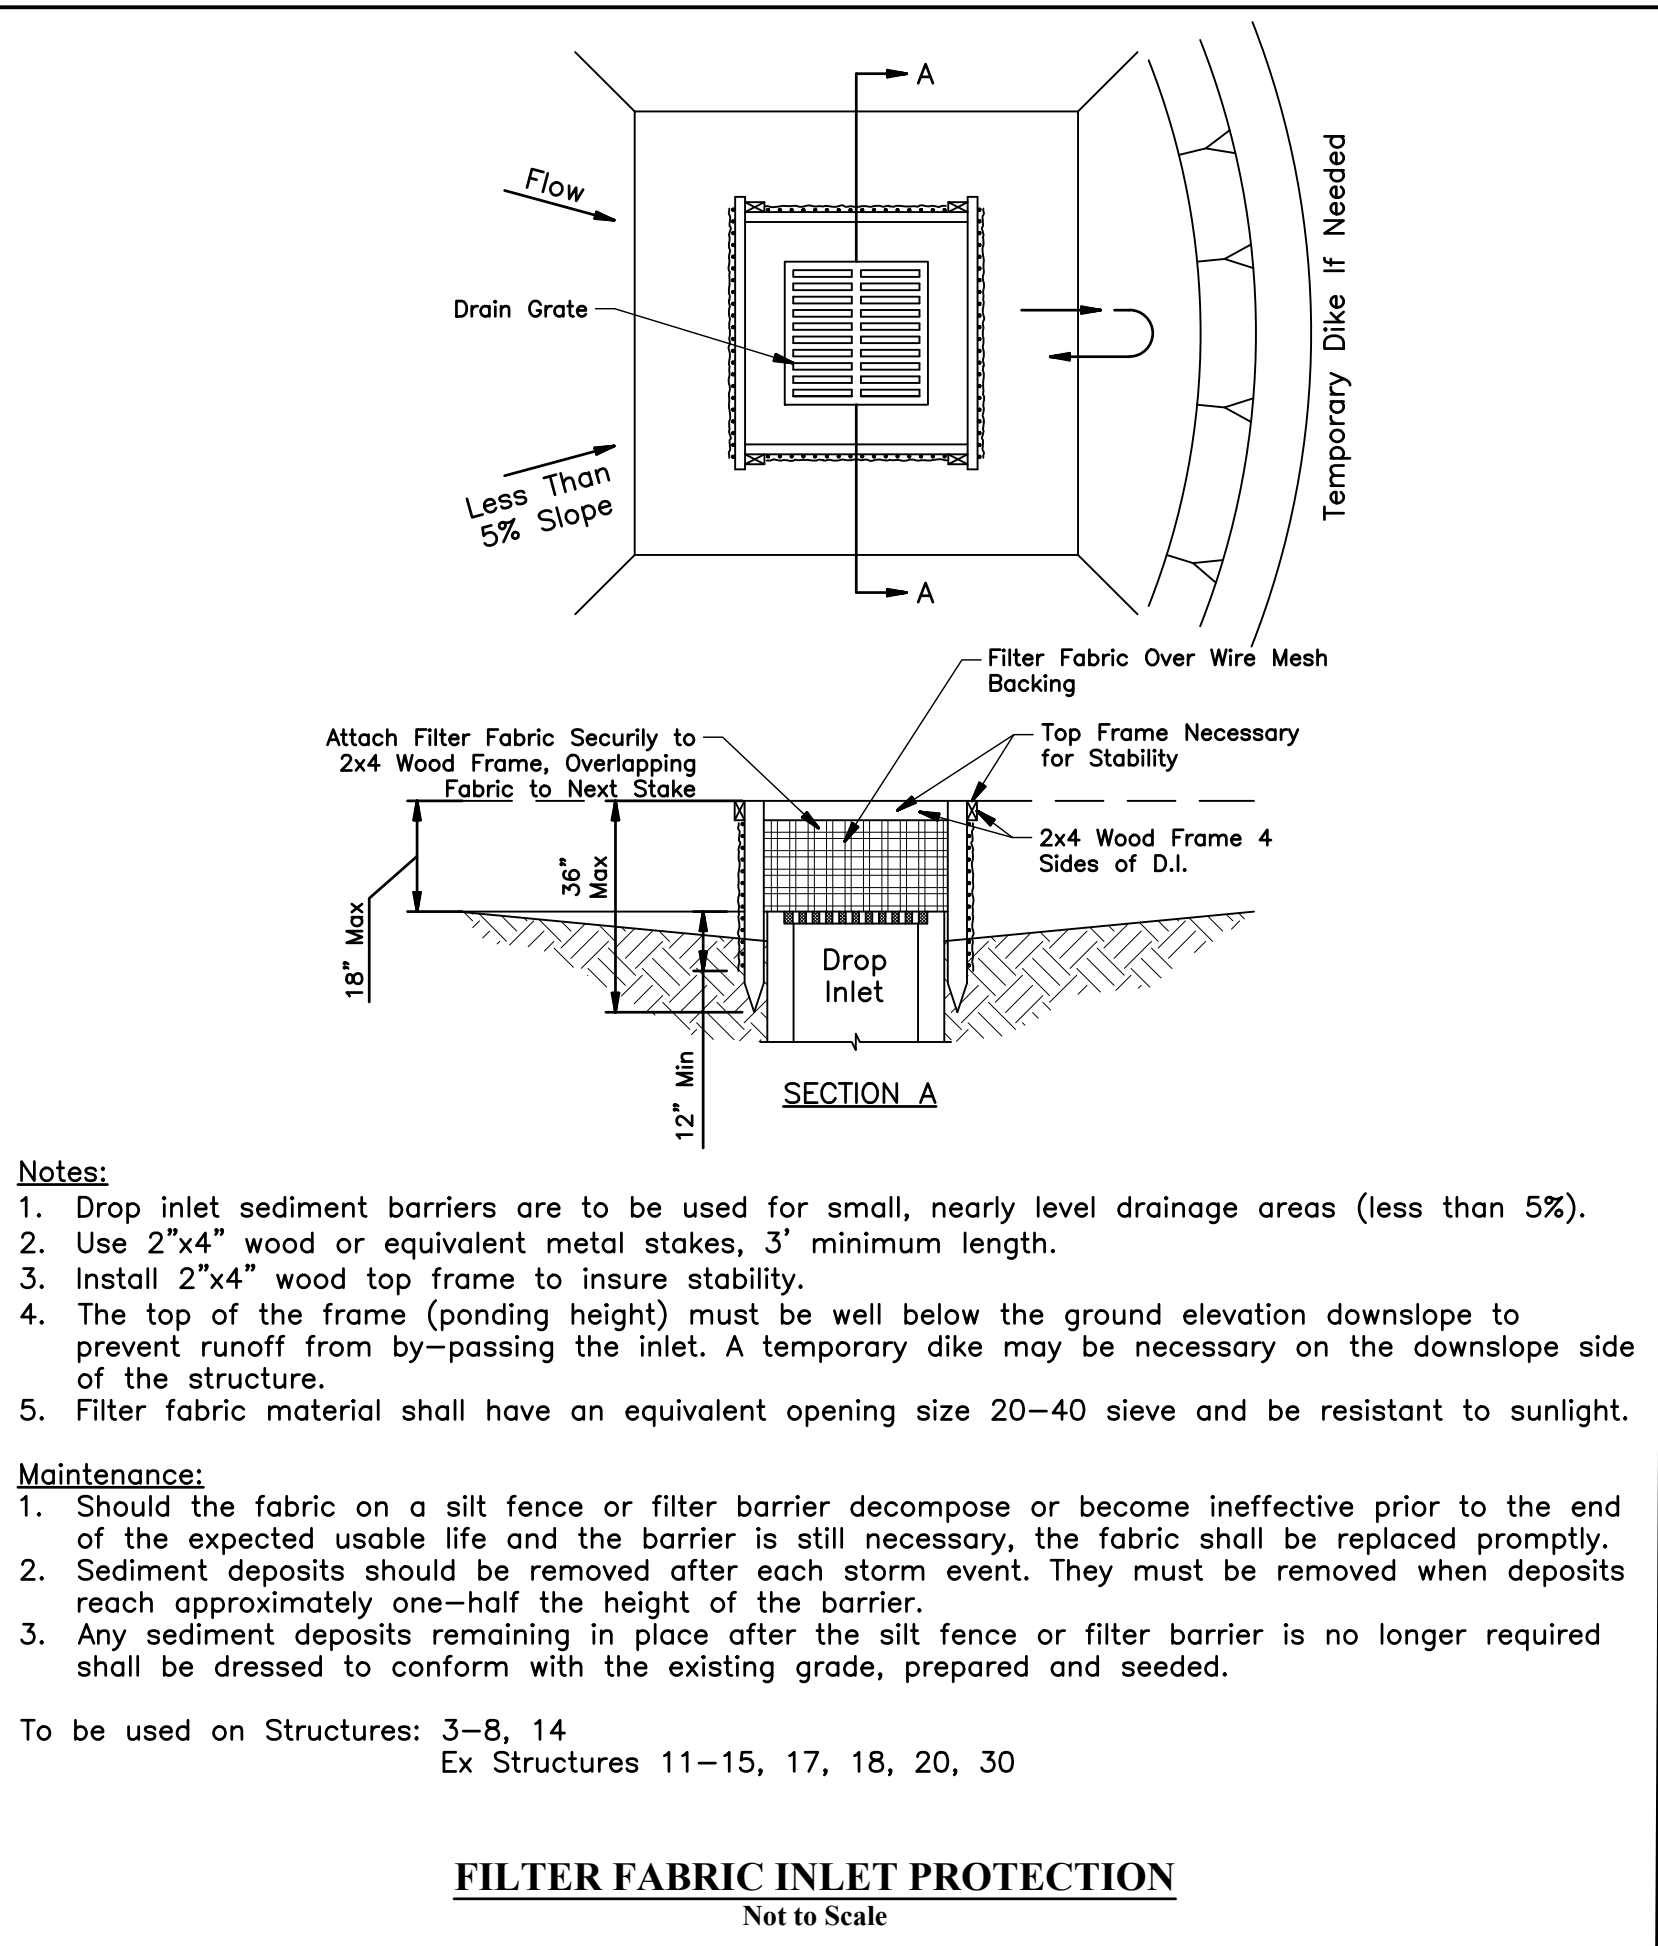 A
Flow
Drain Grate
Less Than
5% Slope
A
Temporary Dike If Needed
Filter Fabric Over Wire Mesh
Backing
Attach Filter Fabric Securily to
2x4 Wood Frame, Overlapping
Fabric to Next Stake
Top Frame Necessary
for Stability
2x4 Wood Frame 4
Sides of D.I.
36"
Max
18" Max
12" Min
Drop
Inlet
SECTION A
Notes:
1. Drop inlet sediment barriers are to be used for small, nearly level drainage areas (less than 5%).
2. Use 2"x4" wood or equivalent metal stakes, 3' minimum length.
3. Install 2"x4" wood top frame to insure stability.
4. The top of the frame (ponding height) must be well below the ground elevation downslope to
prevent runoff from by-passing the inlet. A temporary dike may be necessary on the downslope side
of the structure.
5. Filter fabric material shall have an equivalent opening size 20-40 sieve and be resistant to sunlight.
Maintenance:
1. Should the fabric on a silt fence or filter barrier decompose or become ineffective prior to the end
of the expected usable life and the barrier is still necessary, the fabric shall be replaced promptly.
2. Sediment deposits should be removed after each storm event. They must be removed when deposits
reach approximately one-half the height of the barrier.
3. Any sediment deposits remaining in place after the silt fence or filter barrier is no longer required
shall be dressed to conform with the existing grade, prepared and seeded.
To be used on Structures: 3-8, 14
Ex Structures 11-15, 17, 18, 20, 30
FILTER FABRIC INLET PROTECTION
Not to Scale